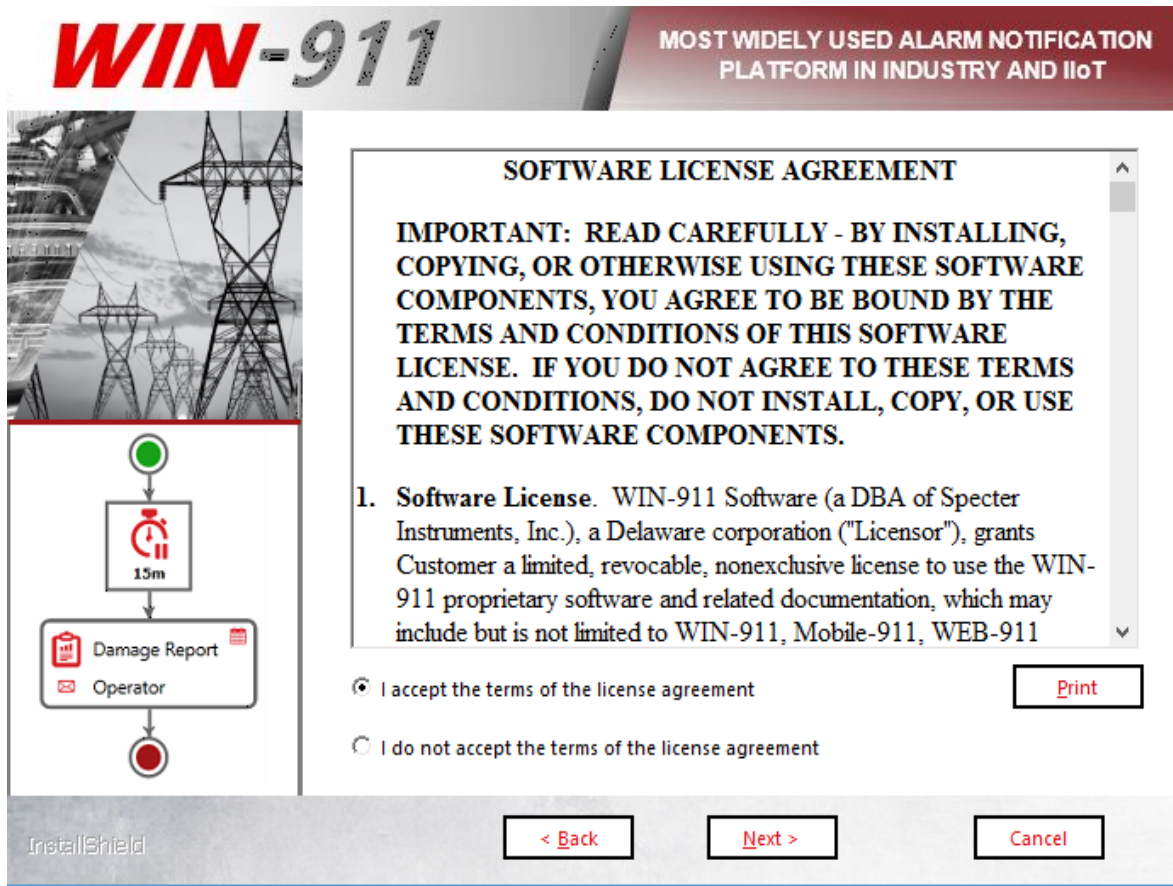 WIN-911
MOST WIDELY USED ALARM NOTIFICATION
PLATFORM IN INDUSTRY AND IIoT
SOFTWARE LICENSE AGREEMENT
IMPORTANT:  READ CAREFULLY - BY INSTALLING,
COPYING, OR OTHERWISE USING THESE SOFTWARE
COMPONENTS, YOU AGREE TO BE BOUND BY THE
TERMS AND CONDITIONS OF THIS SOFTWARE
LICENSE.  IF YOU DO NOT AGREE TO THESE TERMS
AND CONDITIONS, DO NOT INSTALL, COPY, OR USE
THESE SOFTWARE COMPONENTS.
1. Software License.  WIN-911 Software (a DBA of Specter
Instruments, Inc.), a Delaware corporation ("Licensor"), grants
Customer a limited, revocable, nonexclusive license to use the WIN-
911 proprietary software and related documentation, which may
include but is not limited to WIN-911, Mobile-911, WEB-911
15m
Damage Report
Operator
I accept the terms of the license agreement
Print
I do not accept the terms of the license agreement
InstallShield
< Back
Next >
Cancel